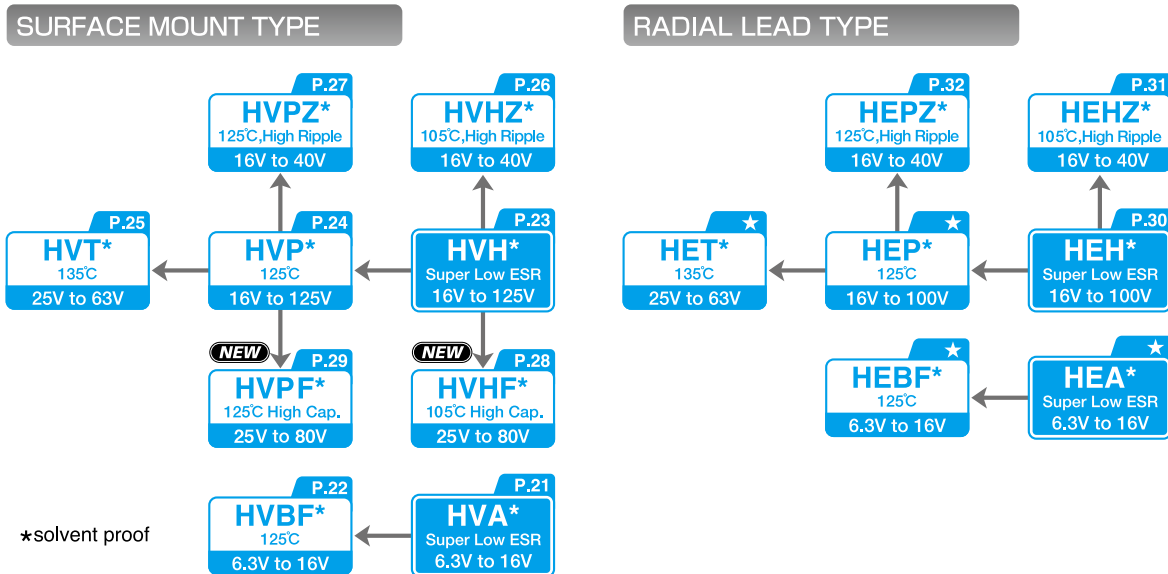 SURFACE MOUNT TYPE
P.27
HVPZ*
125℃,High Ripple
16V to 40V
P.26
HVHZ*
105℃,High Ripple
16V to 40V
P.25
HVT*
135℃
25V to 63V
P.24
HVP*
125℃
16V to 125V
P.23
HVH*
Super Low ESR
16V to 125V
NEW
P.29
HVPF*
125℃ High Cap.
25V to 80V
NEW
P.28
HVHF*
105℃ High Cap.
25V to 80V
P.22
HVBF*
125℃
6.3V to 16V
P.21
HVA*
Super Low ESR
6.3V to 16V
★solvent proof
RADIAL LEAD TYPE
P.32
HEPZ*
125℃,High Ripple
16V to 40V
P.31
HEHZ*
105℃,High Ripple
16V to 40V
★
HET*
135℃
25V to 63V
★
HEP*
125℃
16V to 100V
P.30
HEH*
Super Low ESR
16V to 100V
★
HEBF*
125℃
6.3V to 16V
★
HEA*
Super Low ESR
6.3V to 16V